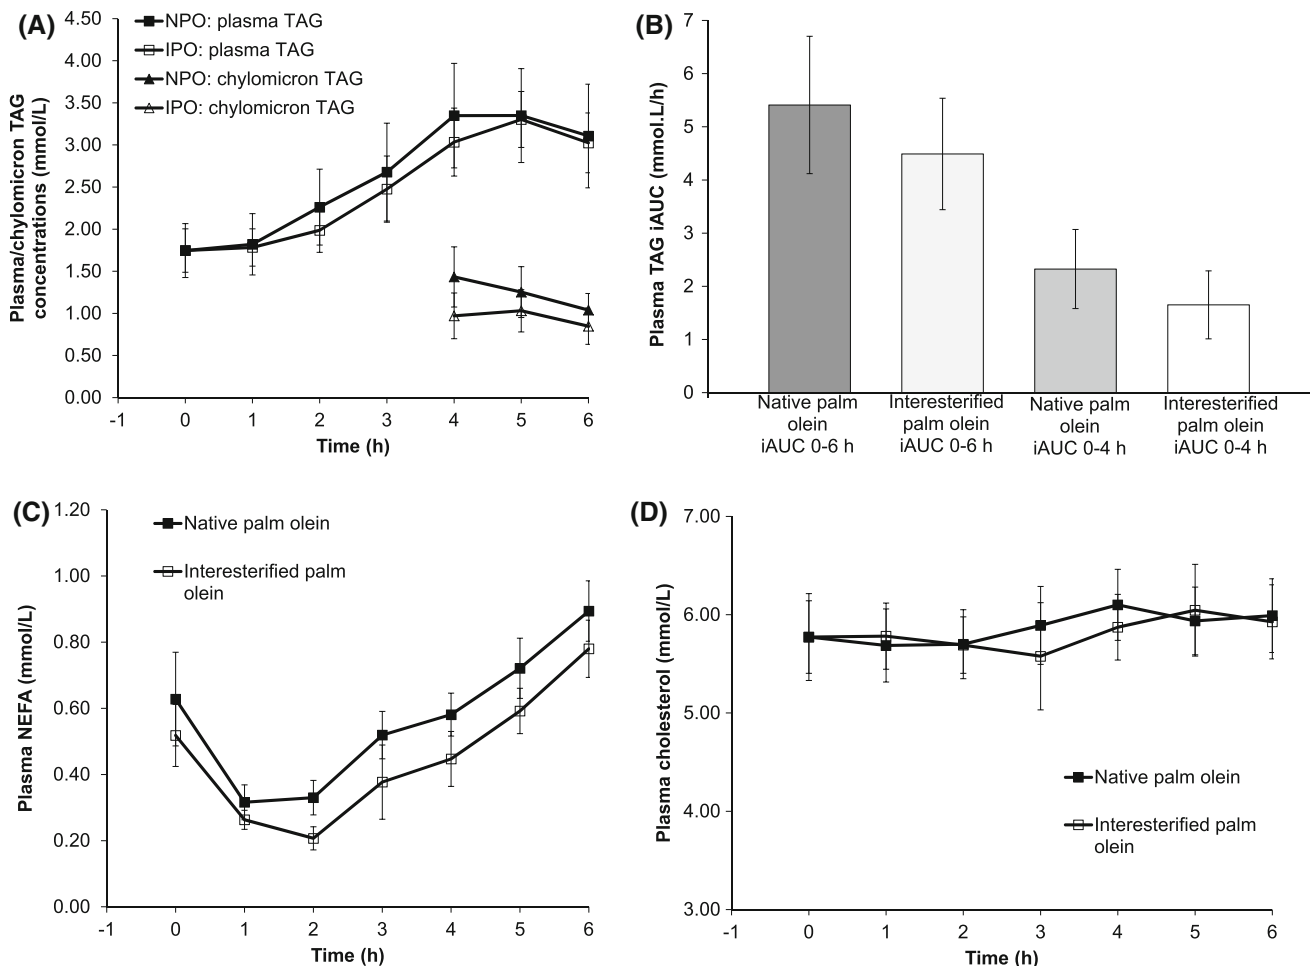 (A)
NPO: plasma TAG
IPO: plasma TAG
NPO: chylomicron TAG
IPO: chylomicron TAG
Plasma/chylomicron TAG
concentrations (mmol/L)
4.50
4.00
3.50
3.00
2.50
2.00
1.50
1.00
0.50
0.00
-1 0 1 2 3 4 5 6
Time (h)
(B)
Plasma TAG iAUC (mmol.L/h)
7
6
5
4
3
2
1
0
Native palm
olein
iAUC 0-6 h
Interesterified
palm olein
iAUC 0-6 h
Native palm
olein
iAUC 0-4 h
Interesterified
palm olein
iAUC 0-4 h
(C)
Native palm olein
Interesterified palm
olein
Plasma NEFA (mmol/L)
1.20
1.00
0.80
0.60
0.40
0.20
0.00
-1 0 1 2 3 4 5 6
Time (h)
(D)
Plasma cholesterol (mmol/L)
7.00
6.00
5.00
4.00
3.00
Native palm olein
Interesterified palm
olein
-1 0 1 2 3 4 5 6
Time (h)